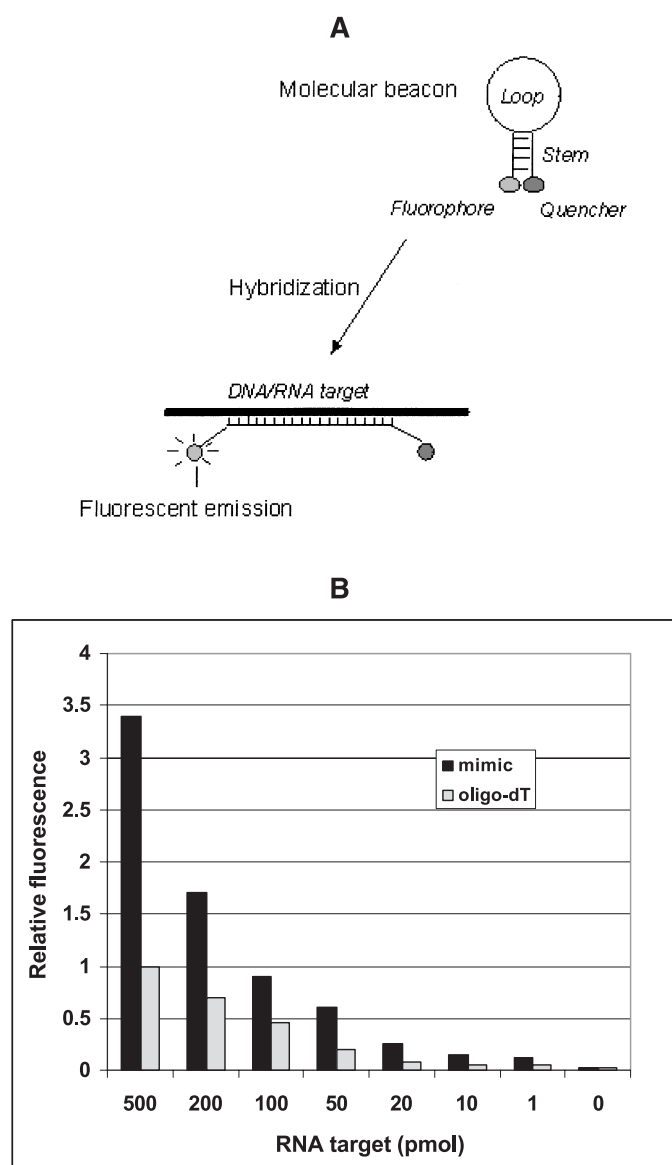 A
Molecular beacon
Loop
Stem
Fluorophore
Quencher
Hybridization
DNA/RNA target
Fluorescent emission
B
4
3.5
3
2.5
2
1.5
1
0.5
0
Relative fluorescence
mimic
oligo-dT
500 200 100 50 20 10 1 0
RNA target (pmol)